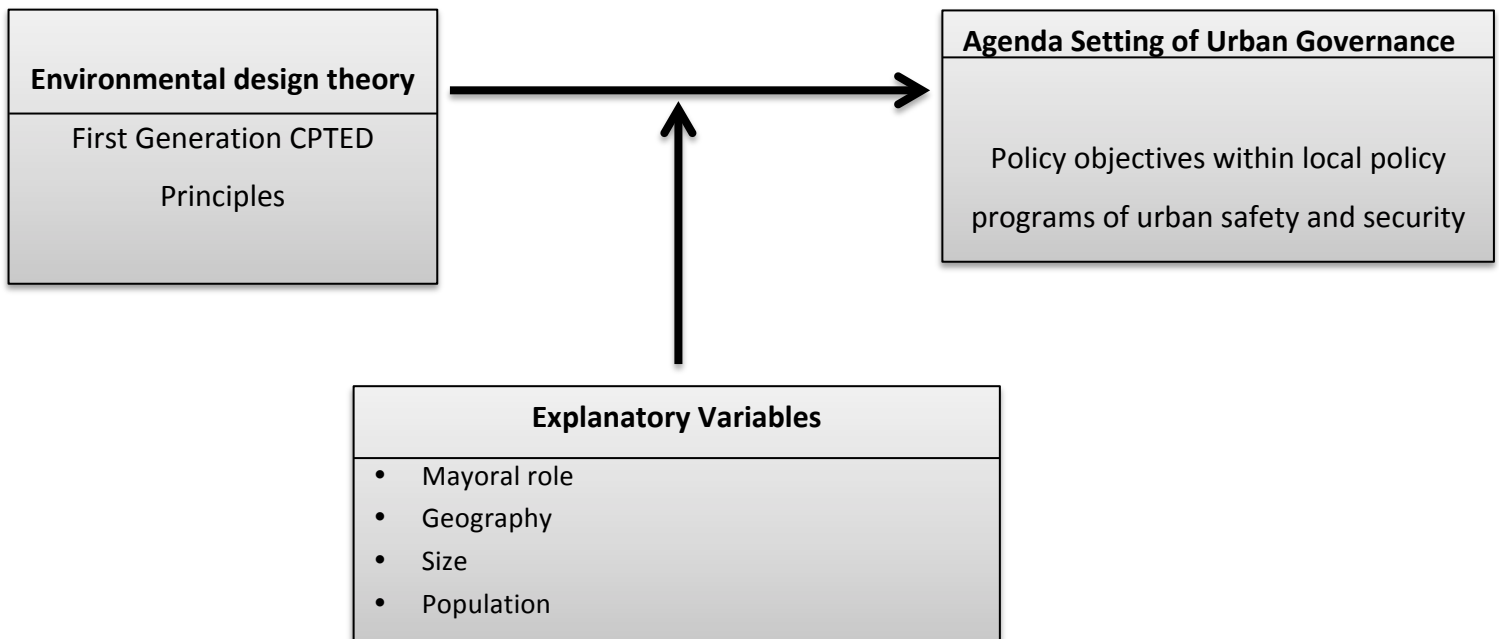 Environmental design theory
First Generation CPTED
Principles
Agenda Setting of Urban Governance
Policy objectives within local policy
programs of urban safety and security
Explanatory Variables
• Mayoral role
• Geography
• Size
• Population